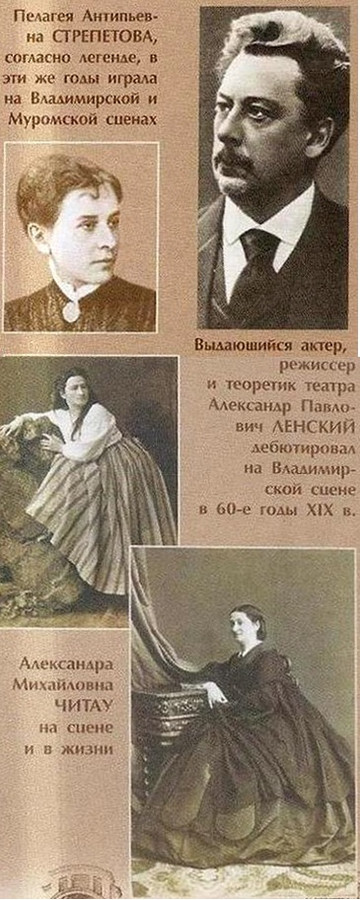 Пелагея Антипьев-
на СТРЕПЕТОВА,
согласно легенде, в
эти же годы играла
на Владимирской и
Муромской сценах
Выдающийся актер,
режиссер
и теоретик театра
Александр Павло-
вич ЛЕНСКИЙ
дебютировал
на Владимир-
ской сцене
в 60-е годы XIX в.
Александра
Михайловна
ЧИТАУ
на сцене
и в жизни